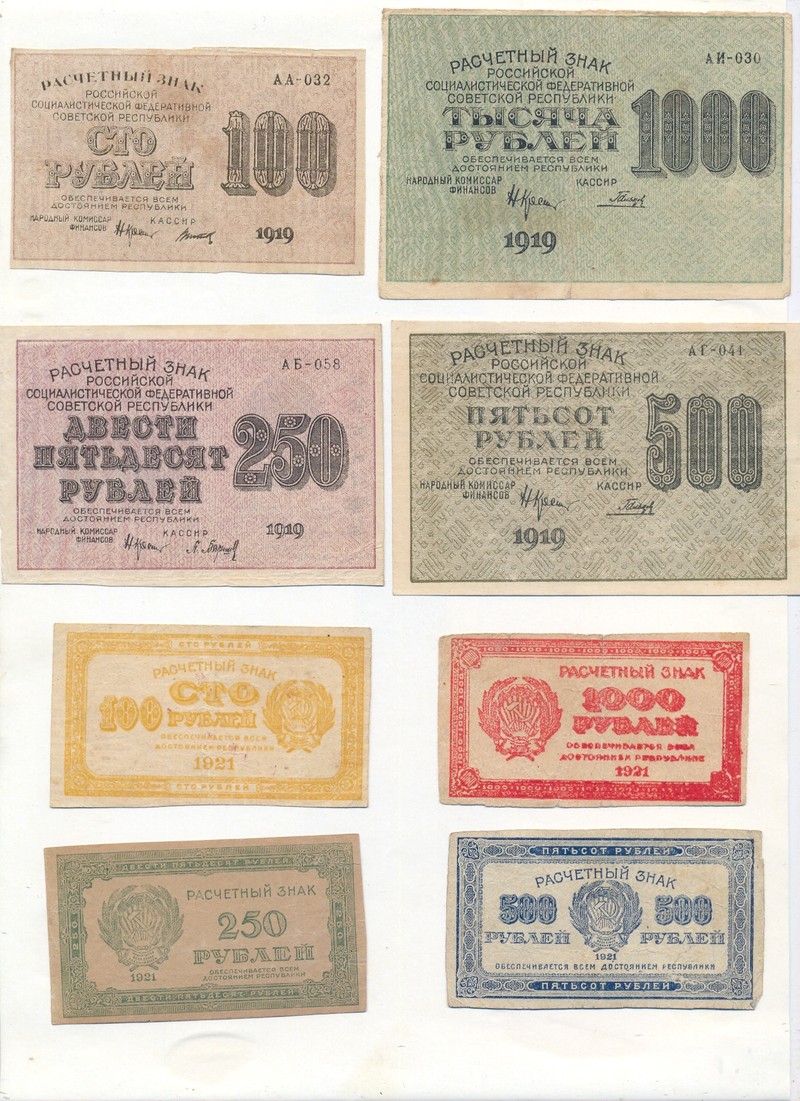 РАСЧЕТНЫЙ ЗНАК
АА-032
РОССИЙСКОЙ
СОЦИАЛИСТИЧЕСКОЙ ФЕДЕРАТИВНОЙ
СОВЕТСКОЙ РЕСПУБЛИКИ
СТО
РУБЛЕЙ
100
ОБЕСПЕЧИВАЕТСЯ ВСЕМ
ДОСТОЯНИЕМ РЕСПУБЛИКИ
НАРОДНЫЙ КОМИССАР
ФИНАНСОВ
КАССИР
1919
РАСЧЕТНЫЙ ЗНАК
АИ-030
РОССИЙСКОЙ
СОЦИАЛИСТИЧЕСКОЙ ФЕДЕРАТИВНОЙ
СОВЕТСКОЙ РЕСПУБЛИКИ
ТЫСЯЧА
РУБЛЕЙ
1000
ОБЕСПЕЧИВАЕТСЯ ВСЕМ
ДОСТОЯНИЕМ РЕСПУБЛИКИ
НАРОДНЫЙ КОМИССАР
ФИНАНСОВ
КАССИР
1919
РАСЧЕТНЫЙ ЗНАК
АБ-058
РОССИЙСКОЙ
СОЦИАЛИСТИЧЕСКОЙ ФЕДЕРАТИВНОЙ
СОВЕТСКОЙ РЕСПУБЛИКИ
ДВЕСТИ
ПЯТЬДЕСЯТ
РУБЛЕЙ
250
ОБЕСПЕЧИВАЕТСЯ ВСЕМ
ДОСТОЯНИЕМ РЕСПУБЛИКИ
НАРОДНЫЙ КОМИССАР
ФИНАНСОВ
КАССИР
1919
РАСЧЕТНЫЙ ЗНАК
АГ-041
РОССИЙСКОЙ
СОЦИАЛИСТИЧЕСКОЙ ФЕДЕРАТИВНОЙ
СОВЕТСКОЙ РЕСПУБЛИКИ
ПЯТЬСОТ
РУБЛЕЙ
500
ОБЕСПЕЧИВАЕТСЯ ВСЕМ
ДОСТОЯНИЕМ РЕСПУБЛИКИ
НАРОДНЫЙ КОМИССАР
ФИНАНСОВ
КАССИР
1919
СТО РУБЛЕЙ
РАСЧЕТНЫЙ ЗНАК
100
СТО
РУБЛЕЙ
ОБЕСПЕЧИВАЕТСЯ ВСЕМ
ДОСТОЯНИЕМ РЕСПУБЛИКИ
1921
СТО РУБЛЕЙ
РАСЧЕТНЫЙ ЗНАК
1000
РУБЛЕЙ
ОБЕСПЕЧИВАЕТСЯ ВСЕМ
ДОСТОЯНИЕМ РЕСПУБЛИКИ
1921
ДВЕСТИ ПЯТЬДЕСЯТ РУБЛЕЙ
РАСЧЕТНЫЙ ЗНАК
250
РУБЛЕЙ
1921
ОБЕСПЕЧИВАЕТСЯ ВСЕМ
ДОСТОЯНИЕМ РЕСПУБЛИКИ
ДВЕСТИ ПЯТЬДЕСЯТ РУБЛЕЙ
ПЯТЬСОТ РУБЛЕЙ
РАСЧЕТНЫЙ ЗНАК
500 500
РУБЛЕЙ РУБЛЕЙ
1921
ОБЕСПЕЧИВАЕТСЯ ВСЕМ ДОСТОЯНИЕМ РЕСПУБЛИКИ
ПЯТЬСОТ РУБЛЕЙ